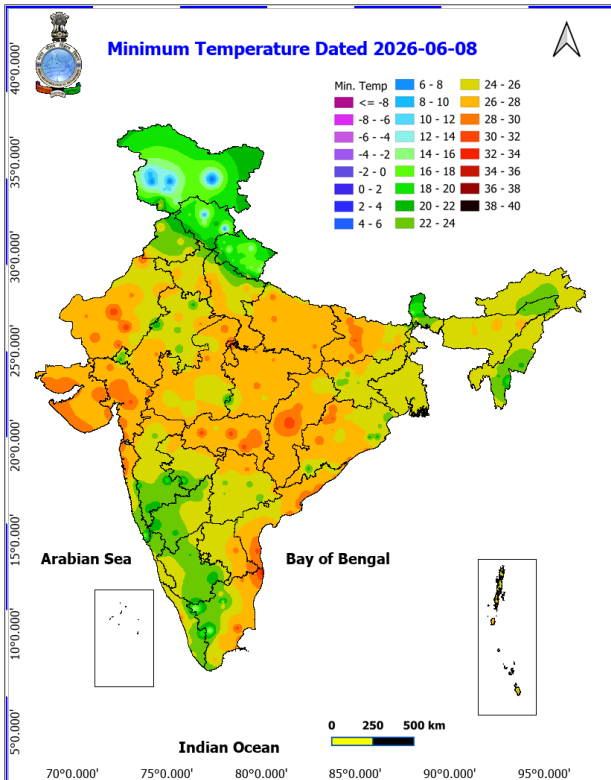 Minimum Temperature Dated 2026-06-08
Min. Temp
<= -8
-8 - -6
-6 - -4
-4 - -2
-2 - 0
0 - 2
2 - 4
4 - 6
6 - 8
8 - 10
10 - 12
12 - 14
14 - 16
16 - 18
18 - 20
20 - 22
22 - 24
24 - 26
26 - 28
28 - 30
30 - 32
32 - 34
34 - 36
36 - 38
38 - 40
40°0.000'
35°0.000'
30°0.000'
25°0.000'
20°0.000'
15°0.000'
10°0.000'
5°0.000'
Arabian Sea
Bay of Bengal
Indian Ocean
0 250 500 km
70°0.000' 75°0.000' 80°0.000' 85°0.000' 90°0.000' 95°0.000'